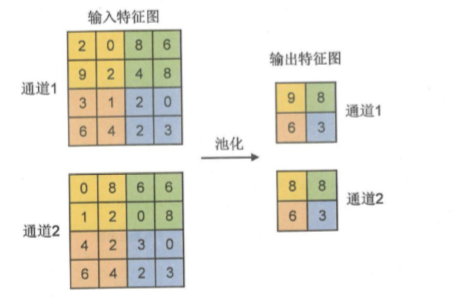 输入特征图
2 0 8 6
9 2 4 8
3 1 2 0
6 4 2 3
通道1
0 8 6 6
1 2 0 8
4 2 3 0
6 4 2 3
通道2
池化
输出特征图
9 8
6 3
通道1
8 8
6 3
通道2